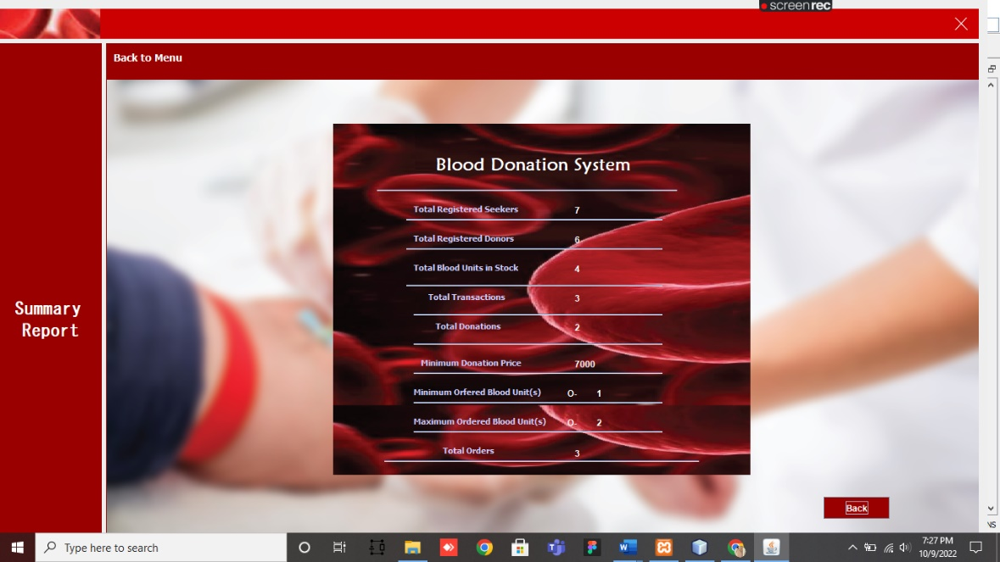 screenrec
Back to Menu
Summary
Report
Blood Donation System
Total Registered Seekers 7
Total Registered Donors 6
Total Blood Units in Stock 4
Total Transactions 3
Total Donations 2
Minimum Donation Price 7000
Minimum Orfered Blood Unit(s) O- 1
Maximum Ordered Blood Unit(s) O- 2
Total Orders 3
Back
VS
Type here to search
7:27 PM
10/9/2022